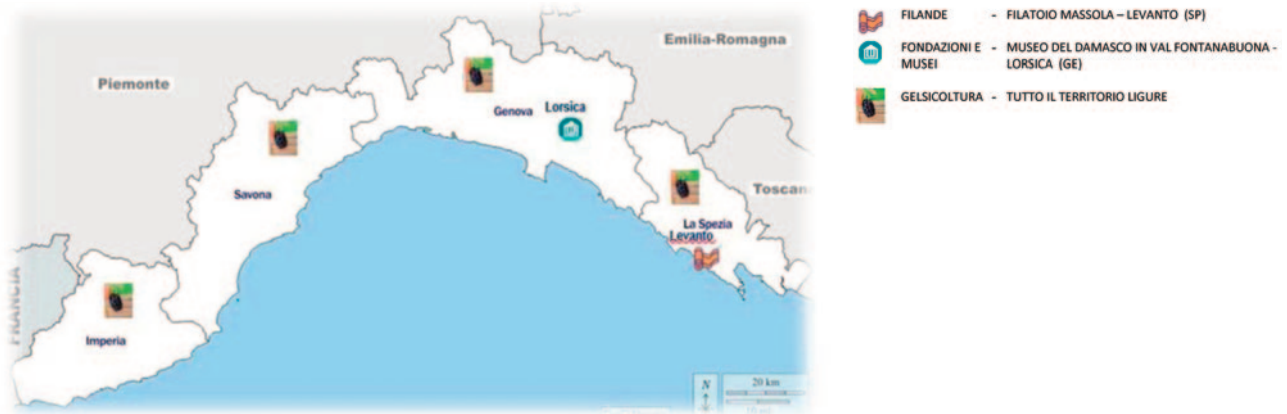 Emilia-Romagna
Piemonte
Genova
Lorsica
Savona
Toscana
La Spezia
Levanto
FRANCIA
Imperia
N
20 km
FILANDE - FILATOIO MASSOLA – LEVANTO (SP)
FONDAZIONI E - MUSEO DEL DAMASCO IN VAL FONTANABUONA -
MUSEI LORSICA (GE)
GELSICOLTURA - TUTTO IL TERRITORIO LIGURE